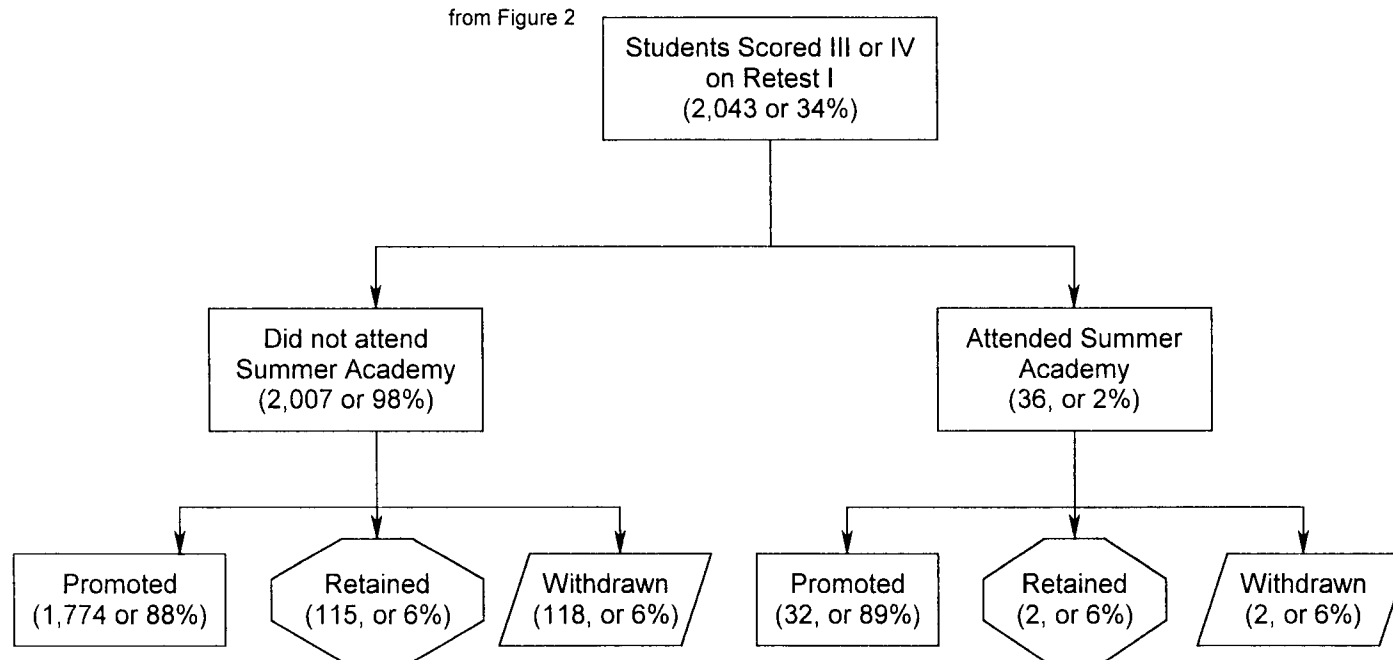 from Figure 2
Students Scored III or IV
on Retest I
(2,043 or 34%)
Did not attend
Summer Academy
(2,007 or 98%)
Attended Summer
Academy
(36, or 2%)
Promoted
(1,774 or 88%)
Retained
(115, or 6%)
Withdrawn
(118, or 6%)
Promoted
(32, or 89%)
Retained
(2, or 6%)
Withdrawn
(2, or 6%)